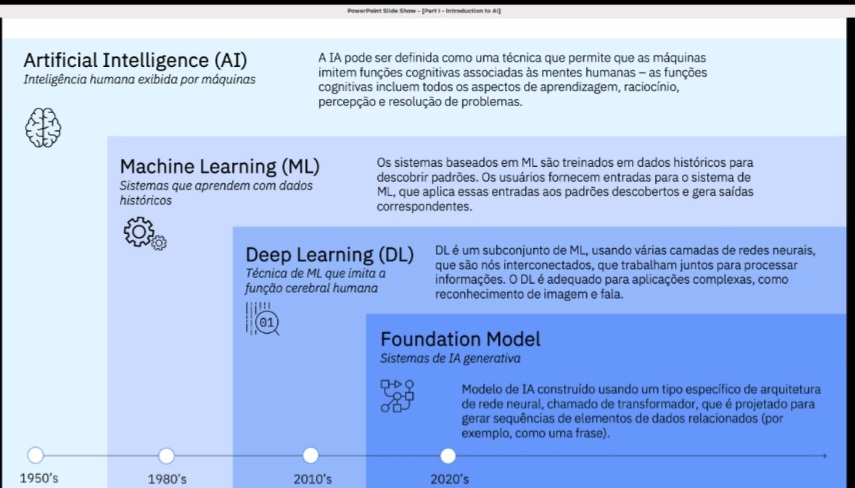 PowerPoint Slide Show - [Part I - Introduction to AI]
Artificial Intelligence (AI)
Inteligência humana exibida por máquinas
A IA pode ser definida como uma técnica que permite que as máquinas
imitem funções cognitivas associadas às mentes humanas – as funções
cognitivas incluem todos os aspectos de aprendizagem, raciocínio,
percepção e resolução de problemas.
Machine Learning (ML)
Sistemas que aprendem com dados
históricos
Os sistemas baseados em ML são treinados em dados históricos para
descobrir padrões. Os usuários fornecem entradas para o sistema de
ML, que aplica essas entradas aos padrões descobertos e gera saídas
correspondentes.
Deep Learning (DL)
Técnica de ML que imita a
função cerebral humana
01
DL é um subconjunto de ML, usando várias camadas de redes neurais,
que são nós interconectados, que trabalham juntos para processar
informações. O DL é adequado para aplicações complexas, como
reconhecimento de imagem e fala.
Foundation Model
Sistemas de IA generativa
Modelo de IA construído usando um tipo específico de arquitetura
de rede neural, chamado de transformador, que é projetado para
gerar sequências de elementos de dados relacionados (por
exemplo, como uma frase).
1950's
1980's
2010's
2020's